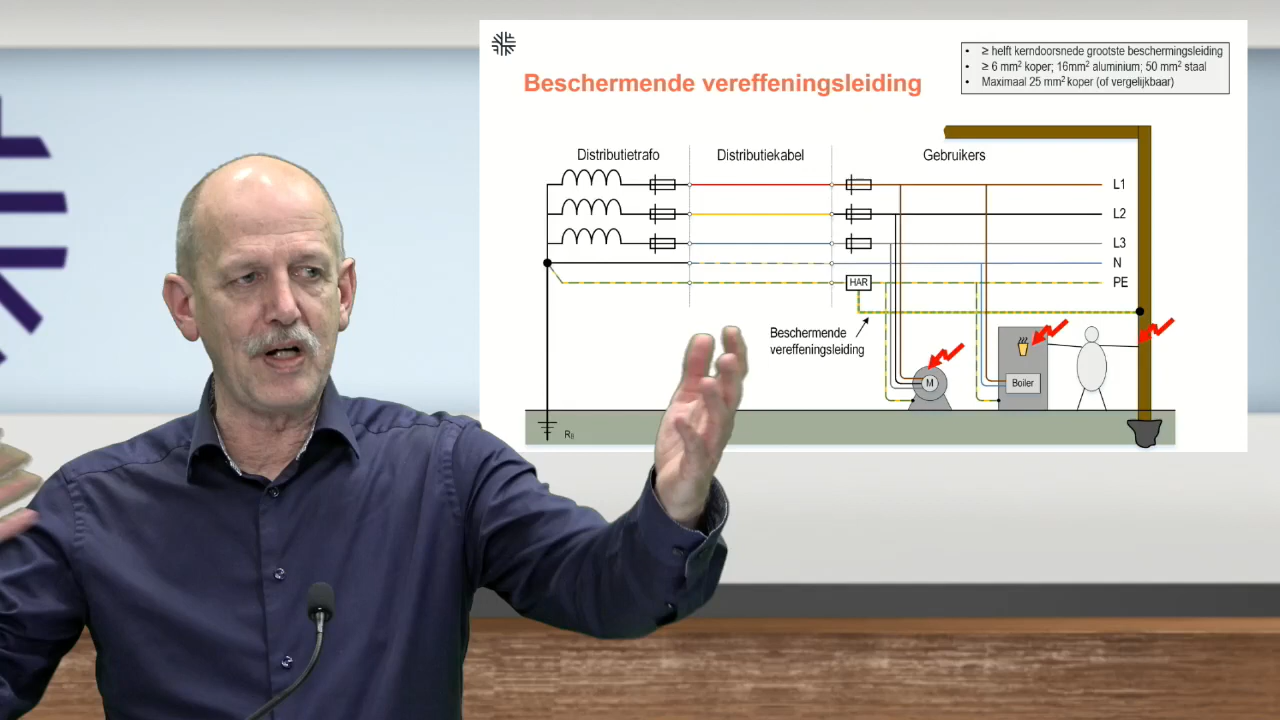 Beschermende vereffeningsleiding
• ≥ helft kerndoorsnede grootste beschermingsleiding
• ≥ 6 mm² koper; 16mm² aluminium; 50 mm² staal
• Maximaal 25 mm² koper (of vergelijkbaar)
Distributietrafo
Distributiekabel
Gebruikers
L1
L2
L3
N
PE
HAR
Beschermende
vereffeningsleiding
M
Boiler